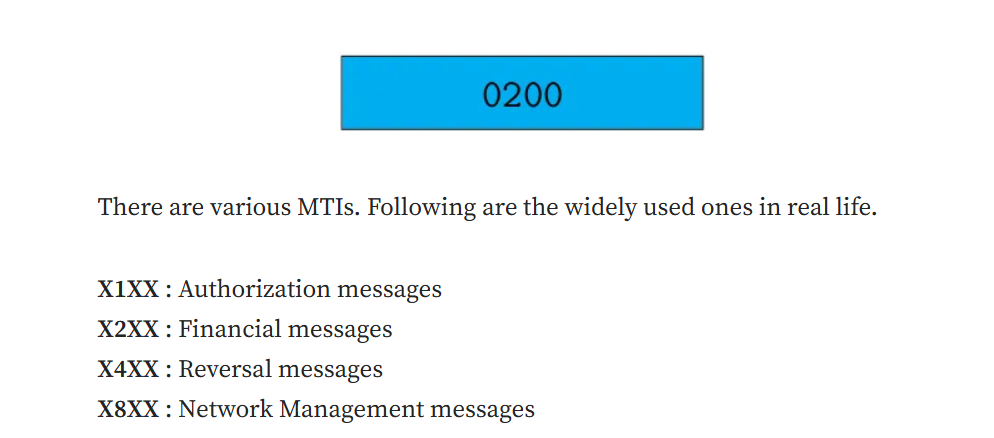 0200
There are various MTIs. Following are the widely used ones in real life.
X1XX : Authorization messages
X2XX : Financial messages
X4XX : Reversal messages
X8XX : Network Management messages